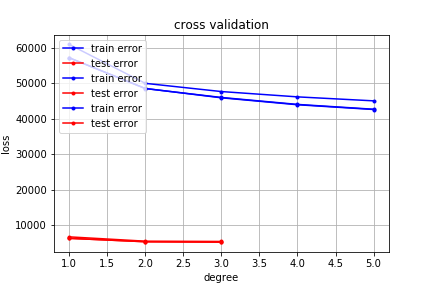 cross validation
60000
50000
40000
30000
20000
10000
loss
train error
test error
train error
test error
train error
test error
1.0 1.5 2.0 2.5 3.0 3.5 4.0 4.5 5.0
degree